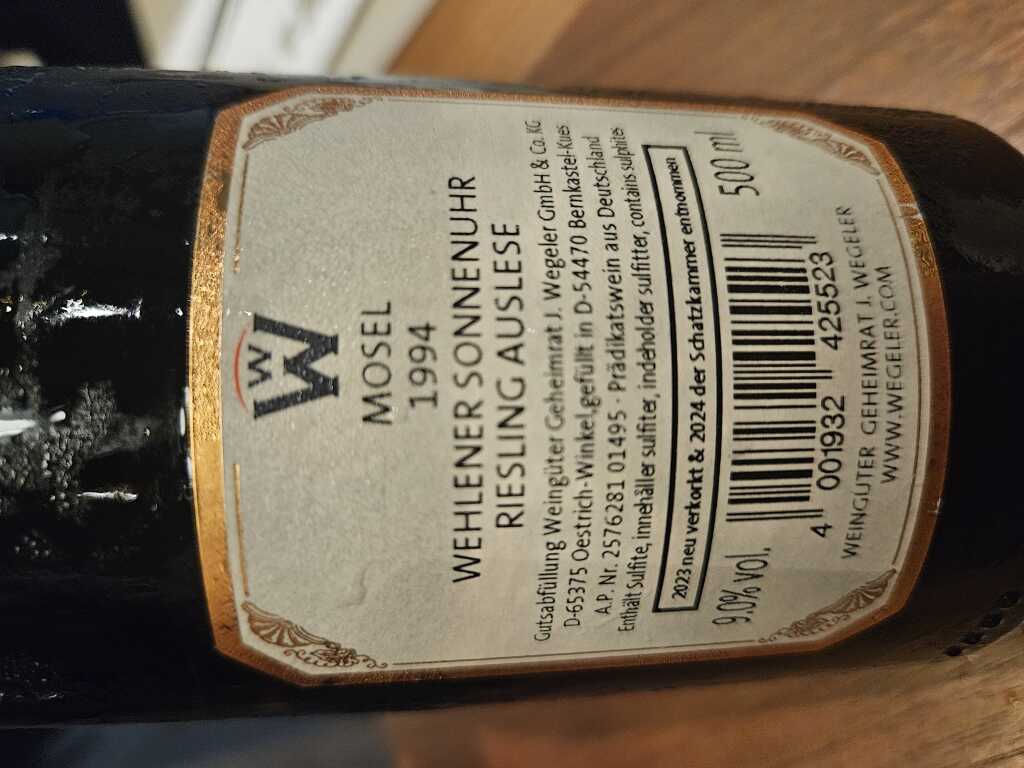 W
W
MOSEL
1994
WEHLENER SONNENUHR
RIESLING AUSLESE
Gutsabfüllung Weingüter Geheimrat J. Wegeler GmbH & Co. KG
D-65375 Oestrich-Winkel,gefüllt in D-54470 Bernkastel-Kues
A.P. Nr. 2576281 01495 · Prädikatswein aus Deutschland
Enthält Sulfite, innehåller sulfiter, indeholder sulfitter, contains sulphites
2023 neu verkorkt & 2024 der Schatzkammer entnommen
9,0% vol. 500 ml
4 001932 425523
WEINGÜTER GEHEIMRAT J. WEGELER
WWW.WEGELER.COM